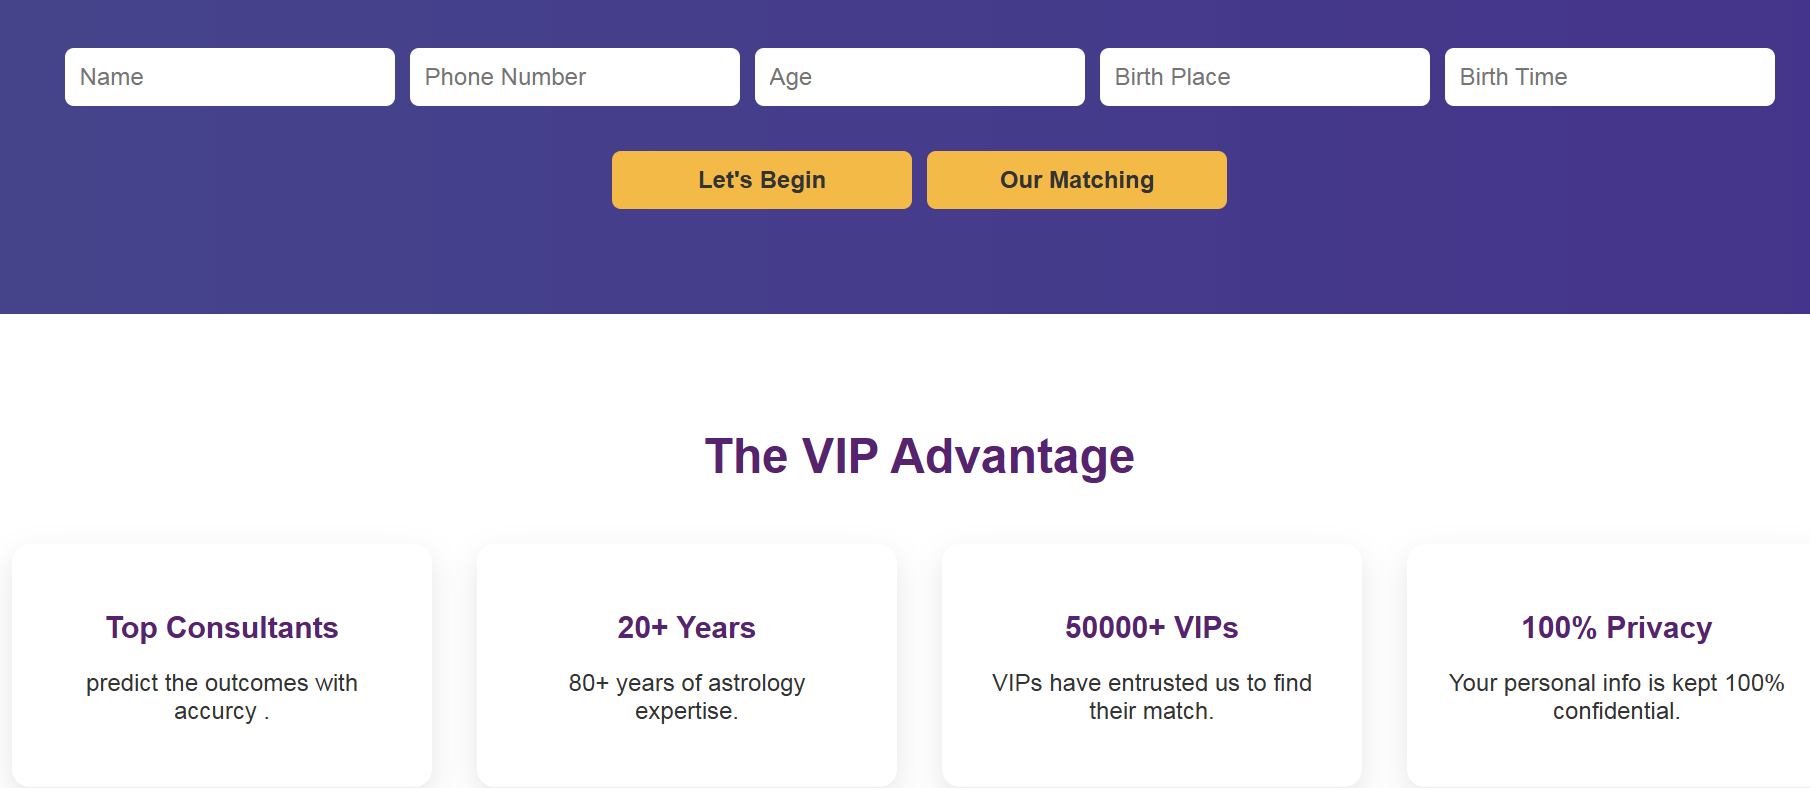 Name Phone Number Age Birth Place Birth Time
Let's Begin Our Matching
The VIP Advantage
Top Consultants
predict the outcomes with
accurcy .
20+ Years
80+ years of astrology
expertise.
50000+ VIPs
VIPs have entrusted us to find
their match.
100% Privacy
Your personal info is kept 100%
confidential.